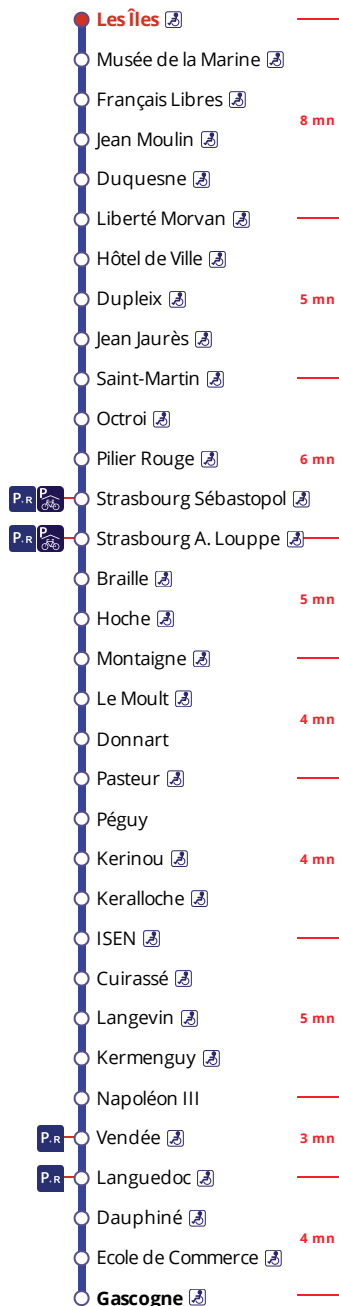 Les Îles
Musée de la Marine
Français Libres
8 mn
Jean Moulin
Duquesne
Liberté Morvan
Hôtel de Ville
Dupleix
5 mn
Jean Jaurès
Saint-Martin
Octroi
Pilier Rouge
6 mn
P+R P Strasbourg Sébastopol
P+R P Strasbourg A. Louppe
Braille
5 mn
Hoche
Montaigne
Le Moult
4 mn
Donnart
Pasteur
Péguy
Kerinou
4 mn
Keralloche
ISEN
Cuirassé
Langevin
5 mn
Kermenguy
Napoléon III
P+R Vendée
3 mn
P+R Languedoc
Dauphiné
4 mn
Ecole de Commerce
Gascogne